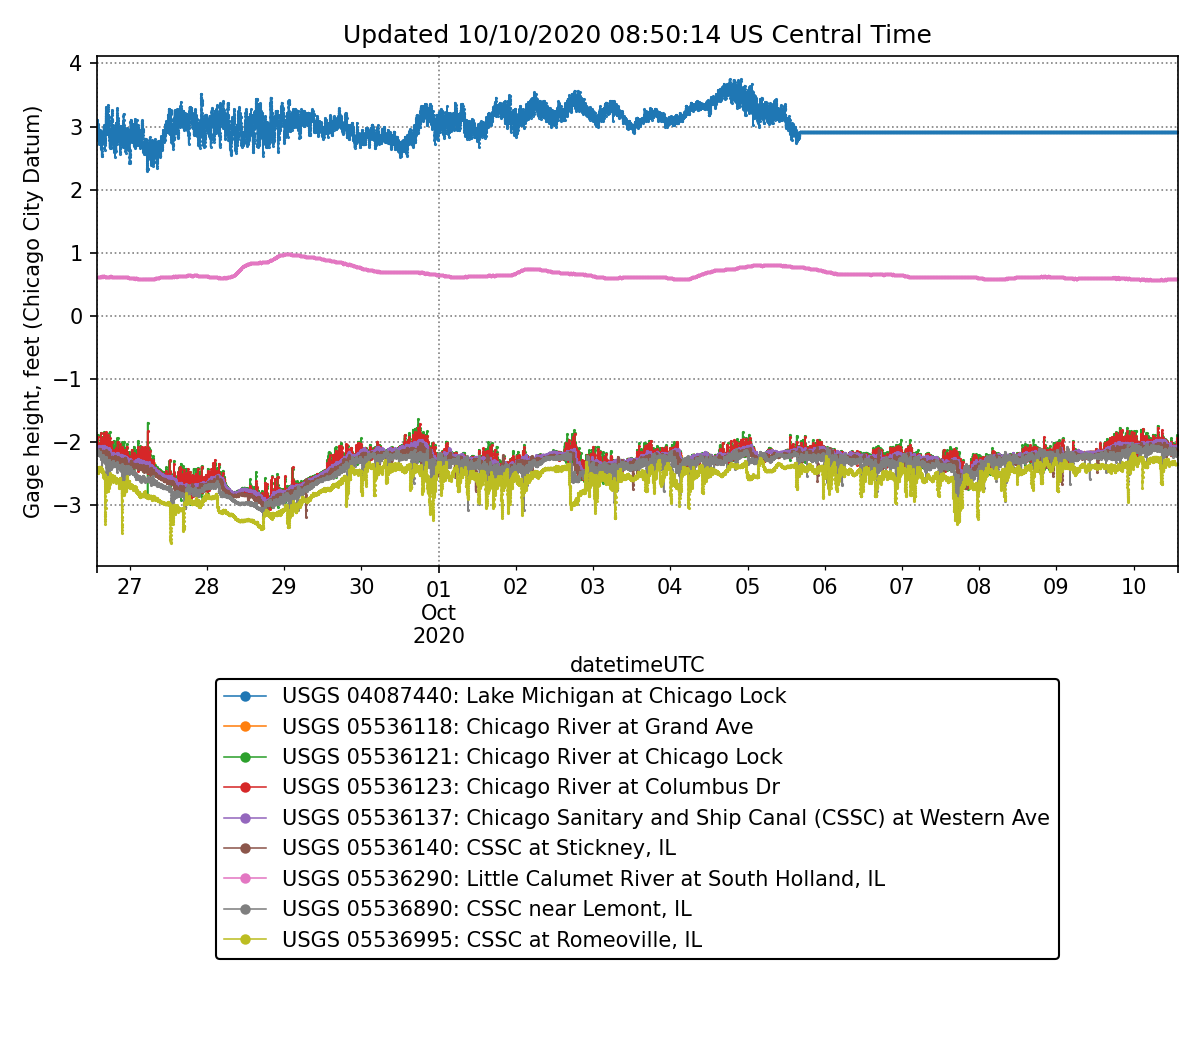 Updated 10/10/2020 08:50:14 US Central Time
Gage height, feet (Chicago City Datum)
4
3
2
1
0
−1
−2
−3
27 28 29 30 01 02 03 04 05 06 07 08 09 10
Oct
2020
datetimeUTC
USGS 04087440: Lake Michigan at Chicago Lock
USGS 05536118: Chicago River at Grand Ave
USGS 05536121: Chicago River at Chicago Lock
USGS 05536123: Chicago River at Columbus Dr
USGS 05536137: Chicago Sanitary and Ship Canal (CSSC) at Western Ave
USGS 05536140: CSSC at Stickney, IL
USGS 05536290: Little Calumet River at South Holland, IL
USGS 05536890: CSSC near Lemont, IL
USGS 05536995: CSSC at Romeoville, IL